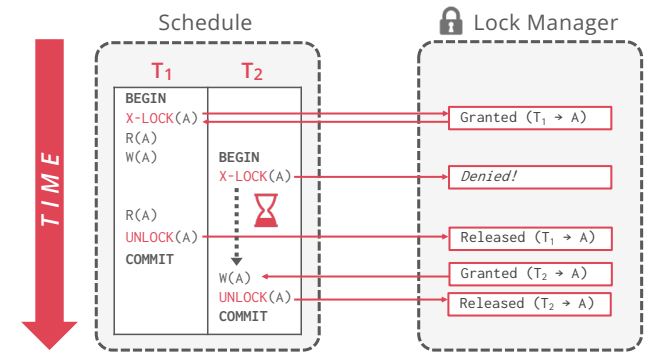 Schedule
Lock Manager
TIME
T₁ T₂
BEGIN
X-LOCK(A)
R(A)
W(A)
BEGIN
X-LOCK(A)
R(A)
UNLOCK(A)
COMMIT
W(A)
UNLOCK(A)
COMMIT
Granted (T₁ → A)
Denied!
Released (T₁ → A)
Granted (T₂ → A)
Released (T₂ → A)